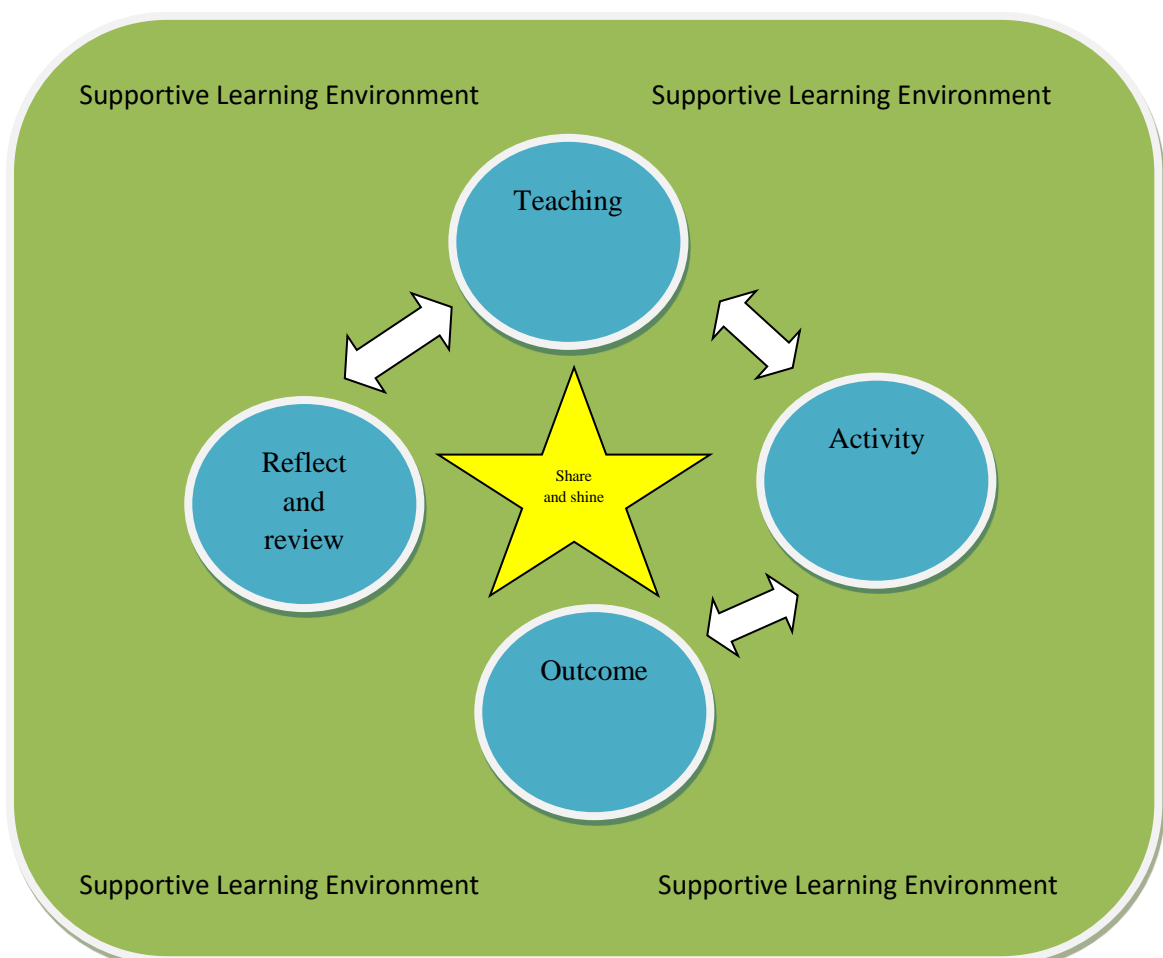 Supportive Learning Environment
Supportive Learning Environment
Teaching
Activity
Reflect
and
review
Share
and shine
Outcome
Supportive Learning Environment
Supportive Learning Environment